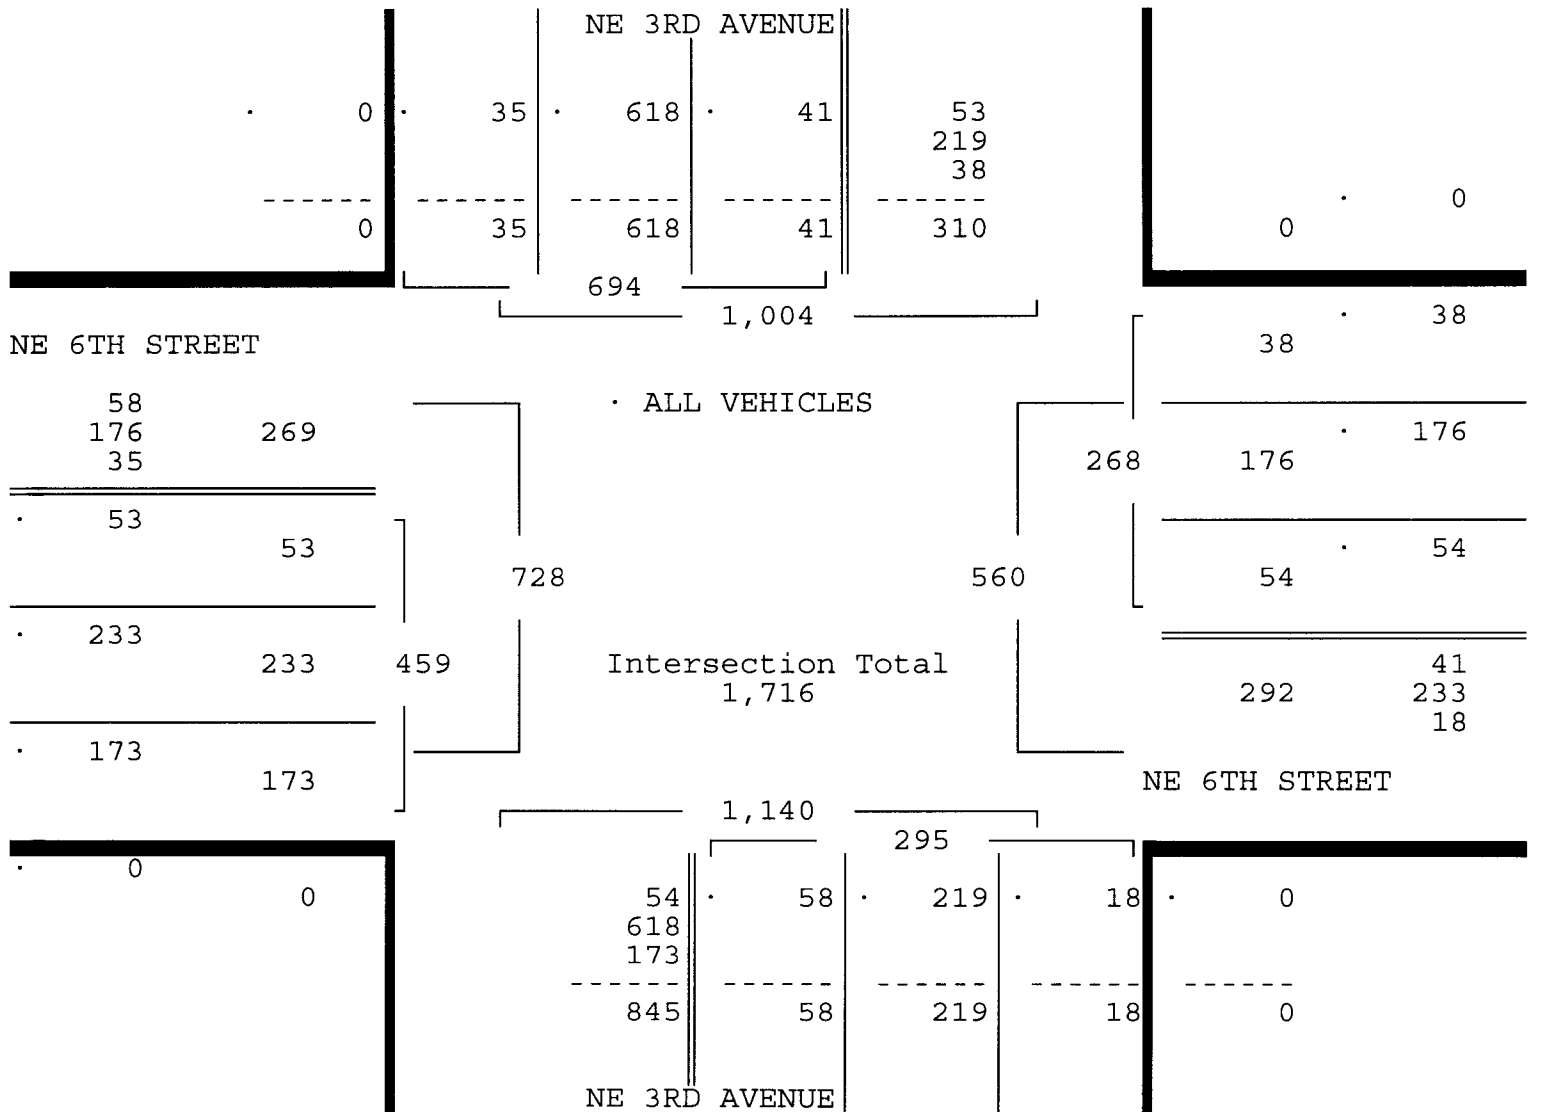 NE 3RD AVENUE
· 0 · 35 · 618 · 41 53
219
38
------ ------ ------ ------ ------ · 0
0 35 618 41 310 0
694
1,004 · 38
NE 6TH STREET 38
58 · ALL VEHICLES
176 269 · 176
35 268 176
· 53
53 · 54
728 560 54
· 233
233 459 Intersection Total 41
1,716 292 233
18
· 173
173 NE 6TH STREET
1,140
295
· 0
0 54 · 58 · 219 · 18 · 0
618
173
------ ------ ------ ------ ------
845 58 219 18 0
NE 3RD AVENUE